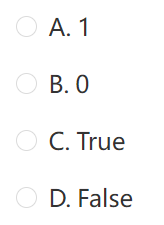 A. 1
B. 0
C. True
D. False